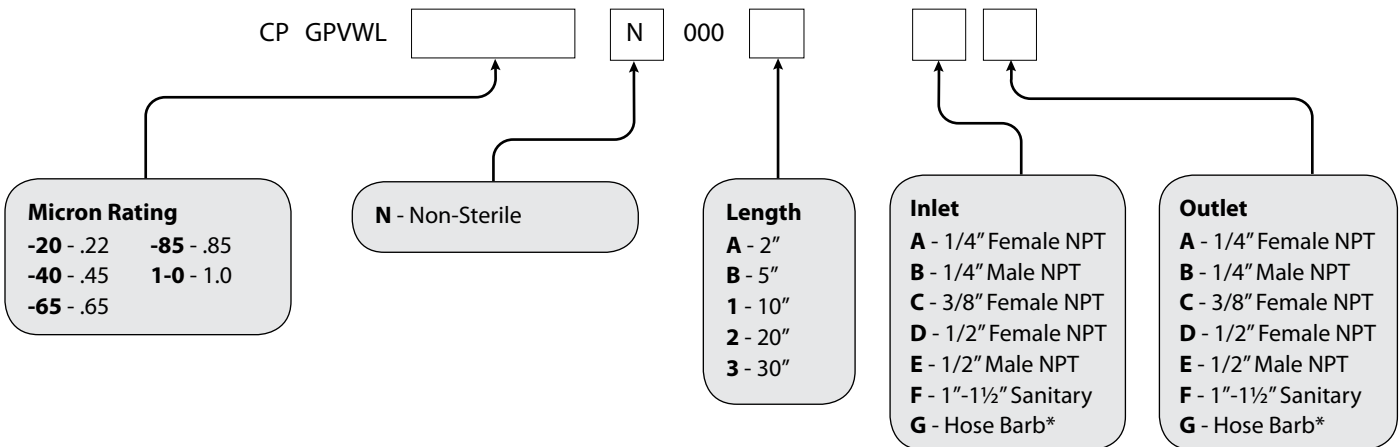 CP GPVWL N 000
Micron Rating
-20 - .22 -85 - .85
-40 - .45 1-0 - 1.0
-65 - .65
N - Non-Sterile
Length
A - 2"
B - 5"
1 - 10"
2 - 20"
3 - 30"
Inlet
A - 1/4" Female NPT
B - 1/4" Male NPT
C - 3/8" Female NPT
D - 1/2" Female NPT
E - 1/2" Male NPT
F - 1"-1½" Sanitary
G - Hose Barb*
Outlet
A - 1/4" Female NPT
B - 1/4" Male NPT
C - 3/8" Female NPT
D - 1/2" Female NPT
E - 1/2" Male NPT
F - 1"-1½" Sanitary
G - Hose Barb*